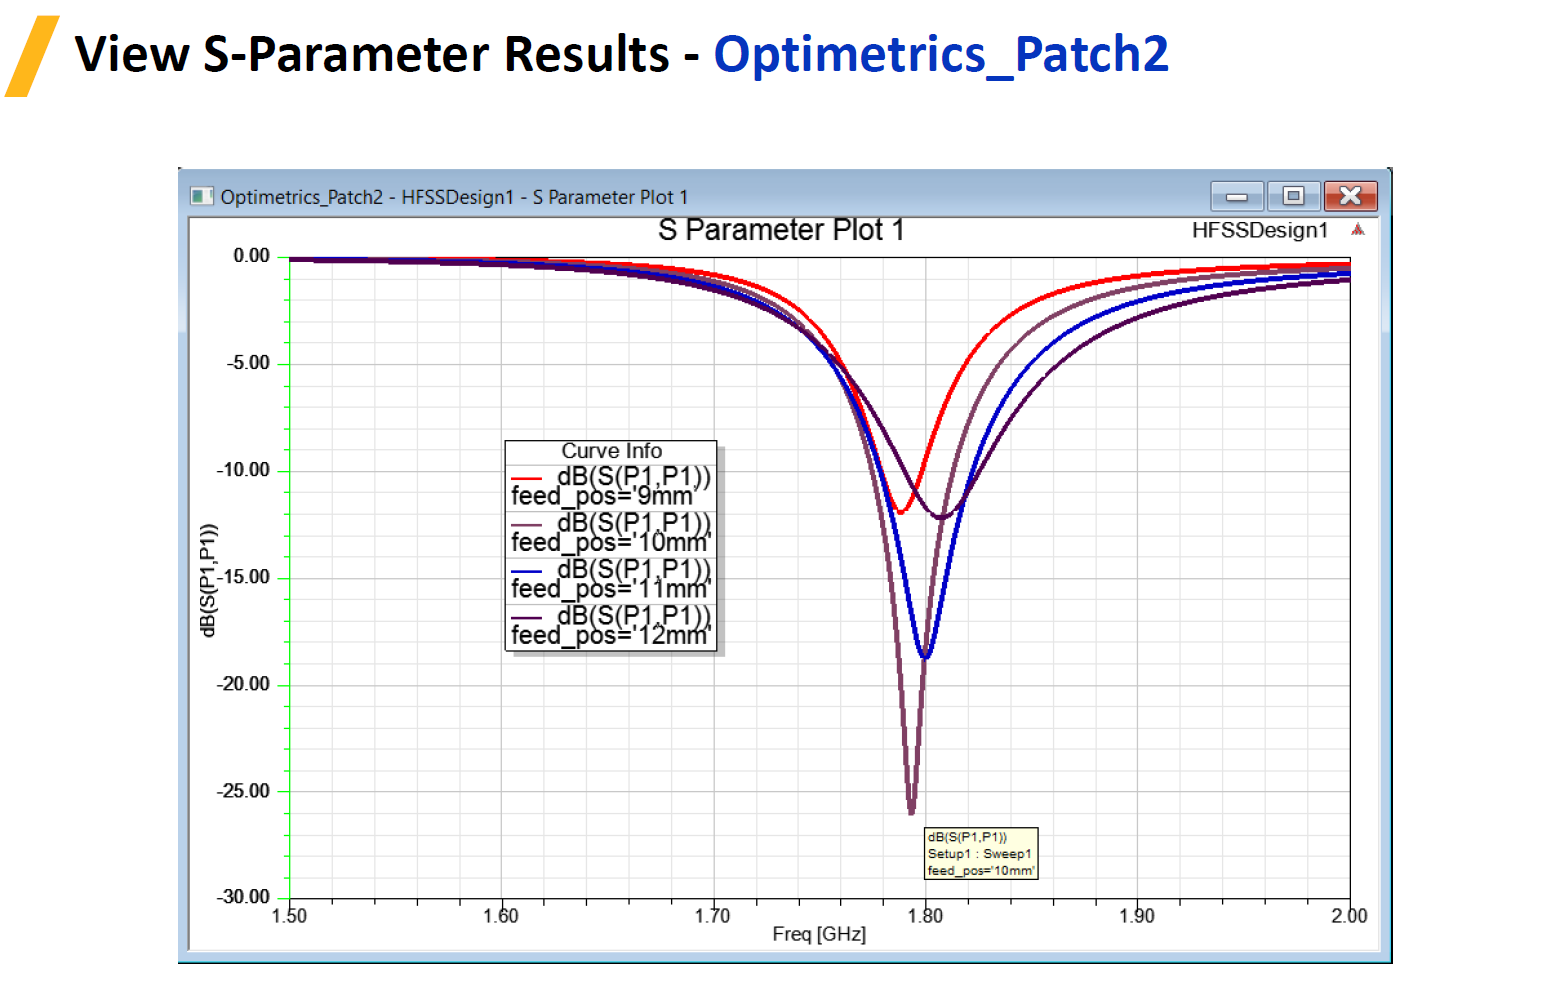 View S-Parameter Results - Optimetrics_Patch2
Optimetrics_Patch2 - HFSSDesign1 - S Parameter Plot 1
S Parameter Plot 1
HFSSDesign1
0.00
-5.00
-10.00
-15.00
-20.00
-25.00
-30.00
dB(S(P1,P1))
Curve Info
dB(S(P1,P1))
feed_pos='9mm'
dB(S(P1,P1))
feed_pos='10mm'
dB(S(P1,P1))
feed_pos='11mm'
dB(S(P1,P1))
feed_pos='12mm'
dB(S(P1,P1))
Setup1 : Sweep1
feed_pos='10mm'
1.50
1.60
1.70
1.80
1.90
2.00
Freq [GHz]